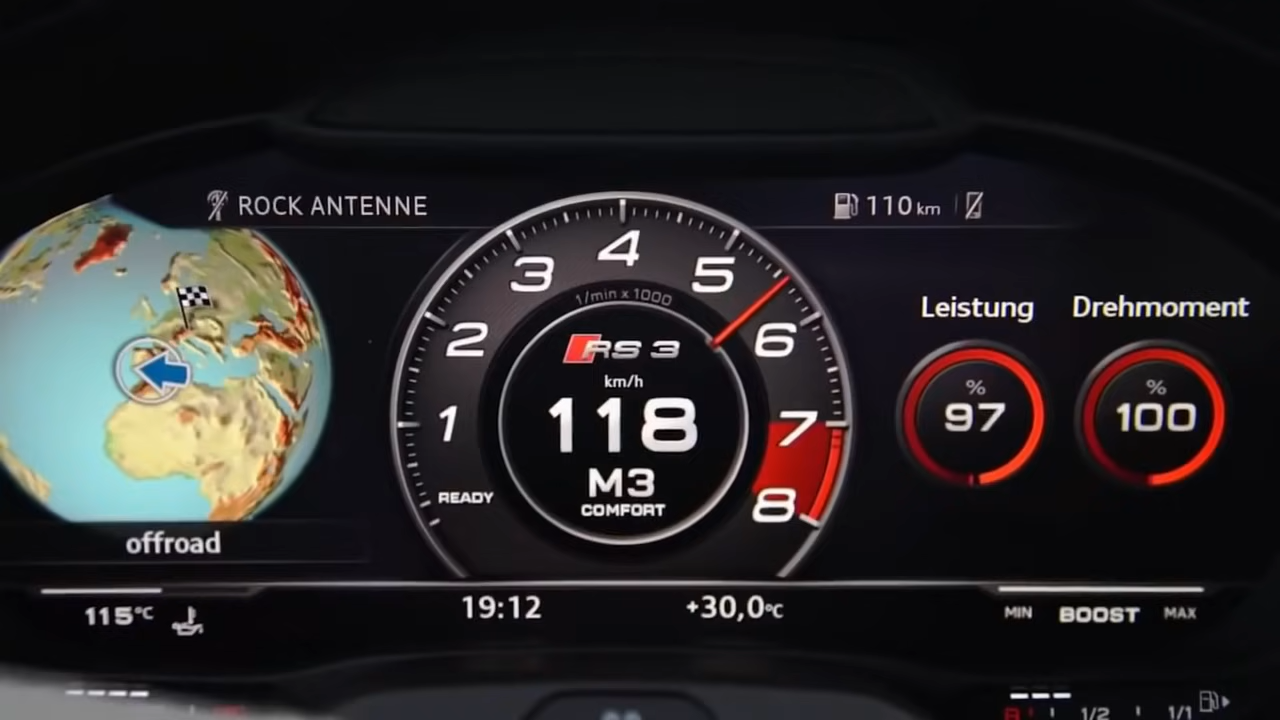 ROCK ANTENNE
110 km
1
2
3
4
5
6
7
8
1/min x 1000
RS 3
km/h
118
M3
COMFORT
READY
Leistung
%
97
Drehmoment
%
100
offroad
115°C
19:12
+30,0°C
MIN BOOST MAX
1/2 1/1